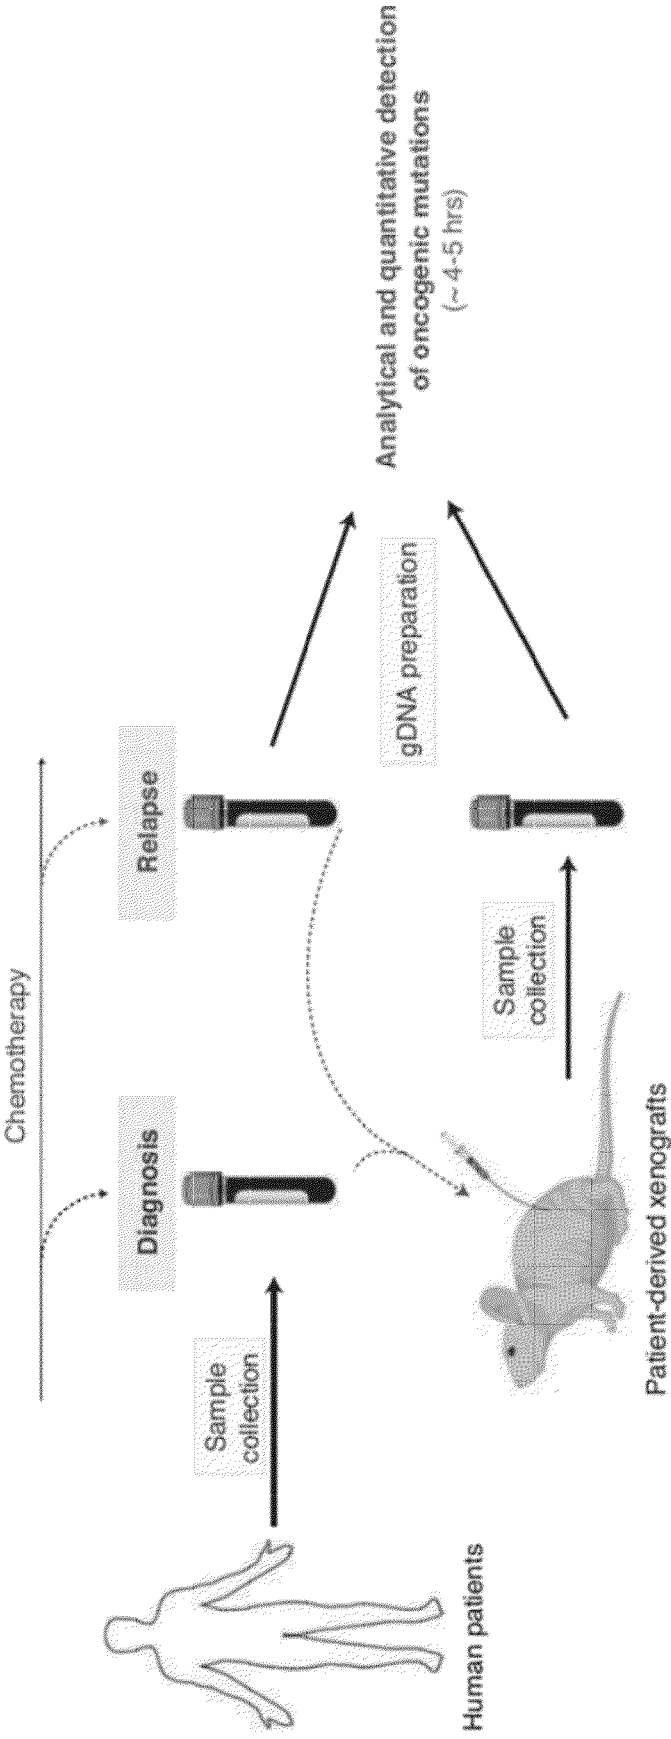 Chemotherapy
Diagnosis
Relapse
Sample
collection
Human patients
Sample
collection
Patient-derived xenografts
gDNA preparation
Analytical and quantitative detection
of oncogenic mutations
(~ 4-5 hrs)